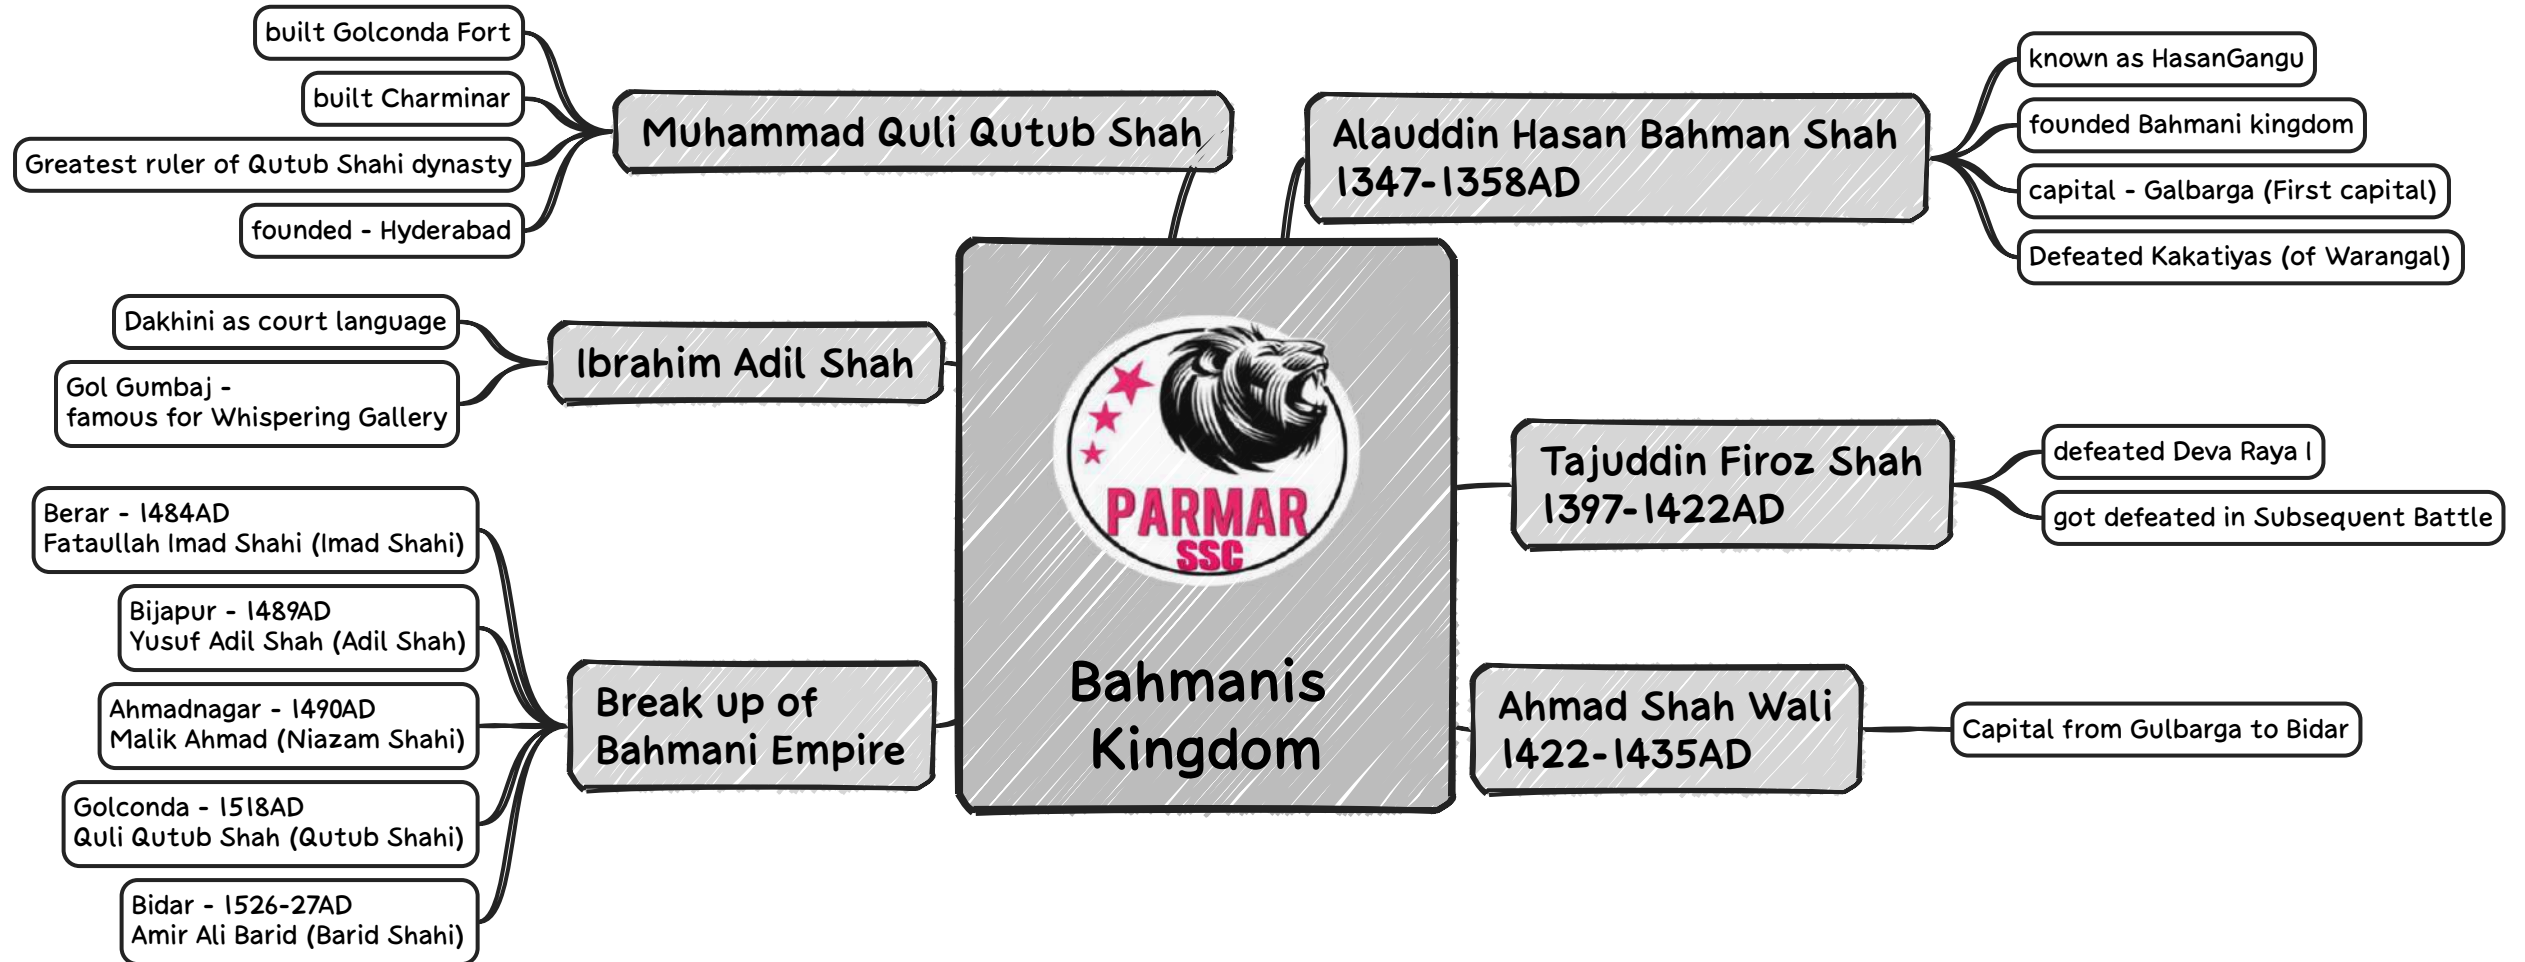 built Golconda Fort
built Charminar
Greatest ruler of Qutub Shahi dynasty
founded - Hyderabad
Muhammad Quli Qutub Shah
Alauddin Hasan Bahman Shah
1347-1358AD
known as HasanGangu
founded Bahmani kingdom
capital - Galbarga (First capital)
Defeated Kakatiyas (of Warangal)
Dakhini as court language
Gol Gumbaj -
famous for Whispering Gallery
Ibrahim Adil Shah
PARMAR
SSC
Bahmanis
Kingdom
Tajuddin Firoz Shah
1397-1422AD
defeated Deva Raya l
got defeated in Subsequent Battle
Berar - 1484AD
Fataullah Imad Shahi (Imad Shahi)
Bijapur - 1489AD
Yusuf Adil Shah (Adil Shah)
Ahmadnagar - 1490AD
Malik Ahmad (Niazam Shahi)
Golconda - 1518AD
Quli Qutub Shah (Qutub Shahi)
Bidar - 1526-27AD
Amir Ali Barid (Barid Shahi)
Break up of
Bahmani Empire
Ahmad Shah Wali
1422-1435AD
Capital from Gulbarga to Bidar